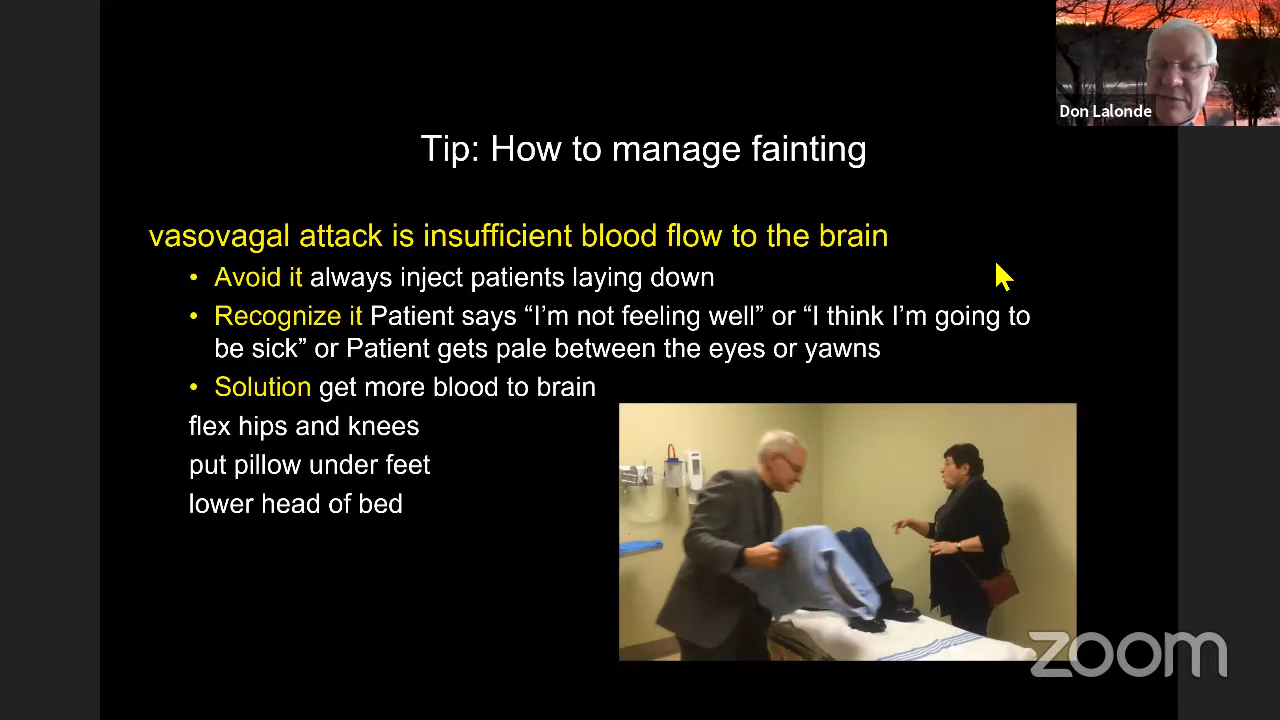 Don Lalonde
Tip: How to manage fainting
vasovagal attack is insufficient blood flow to the brain
• Avoid it always inject patients laying down
• Recognize it Patient says “I’m not feeling well” or “I think I’m going to
be sick” or Patient gets pale between the eyes or yawns
• Solution get more blood to brain
flex hips and knees
put pillow under feet
lower head of bed
zoom